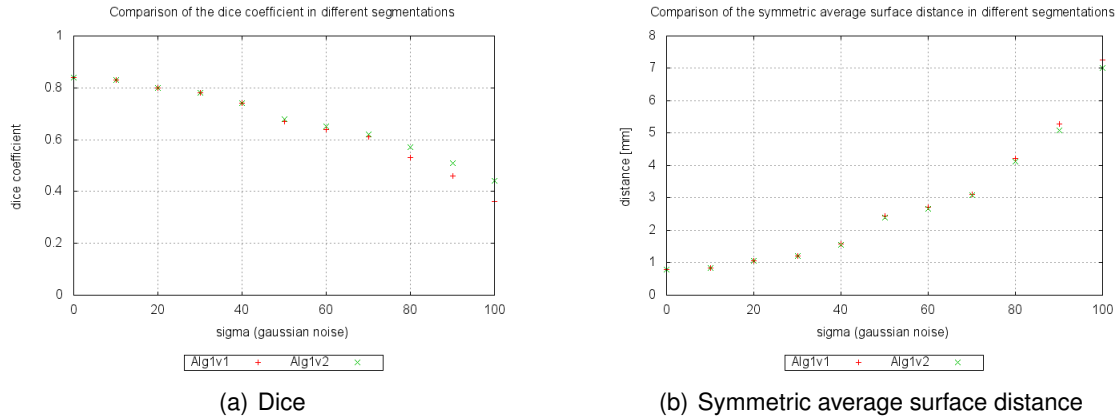 Comparison of the dice coefficient in different segmentations
1
0.8
0.6
0.4
0.2
0
dice coefficient
0 20 40 60 80 100
sigma (gaussian noise)
Alg1v1 + Alg1v2 ×
(a) Dice
Comparison of the symmetric average surface distance in different segmentations
8
7
6
5
4
3
2
1
0
distance [mm]
0 20 40 60 80 100
sigma (gaussian noise)
Alg1v1 + Alg1v2 ×
(b) Symmetric average surface distance